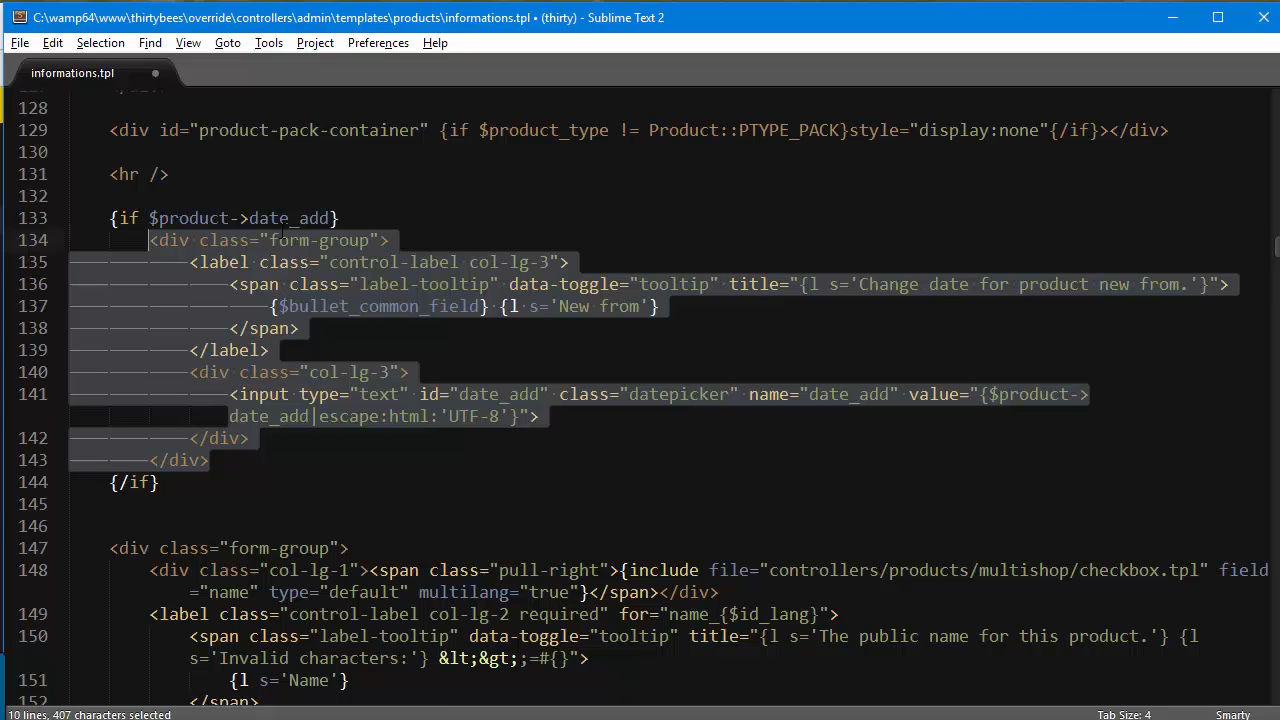 C:\wamp64\www\thirtybees\override\controllers\admin\templates\products\informations.tpl • (thirty) - Sublime Text 2
File Edit Selection Find View Goto Tools Project Preferences Help
informations.tpl
128
129 <div id="product-pack-container" {if $product_type != Product::PTYPE_PACK}style="display:none"{/if}></div>
130
131 <hr />
132
133 {if $product->date_add}
134 <div class="form-group">
135 <label class="control-label col-lg-3">
136 <span class="label-tooltip" data-toggle="tooltip" title="{l s='Change date for product new from.'}">
137 {$bullet_common_field} {l s='New from'}
138 </span>
139 </label>
140 <div class="col-lg-3">
141 <input type="text" id="date_add" class="datepicker" name="date_add" value="{$product->
date_add|escape:html:'UTF-8'}">
142 </div>
143 </div>
144 {/if}
145
146
147 <div class="form-group">
148 <div class="col-lg-1"><span class="pull-right">{include file="controllers/products/multishop/checkbox.tpl" field
="name" type="default" multilang="true"}</span></div>
149 <label class="control-label col-lg-2 required" for="name_{$id_lang}">
150 <span class="label-tooltip" data-toggle="tooltip" title="{l s='The public name for this product.'} {l
s='Invalid characters:'} &lt;&gt;;=#{}">
151 {l s='Name'}
152 </span>
10 lines, 407 characters selected Tab Size: 4 Smarty